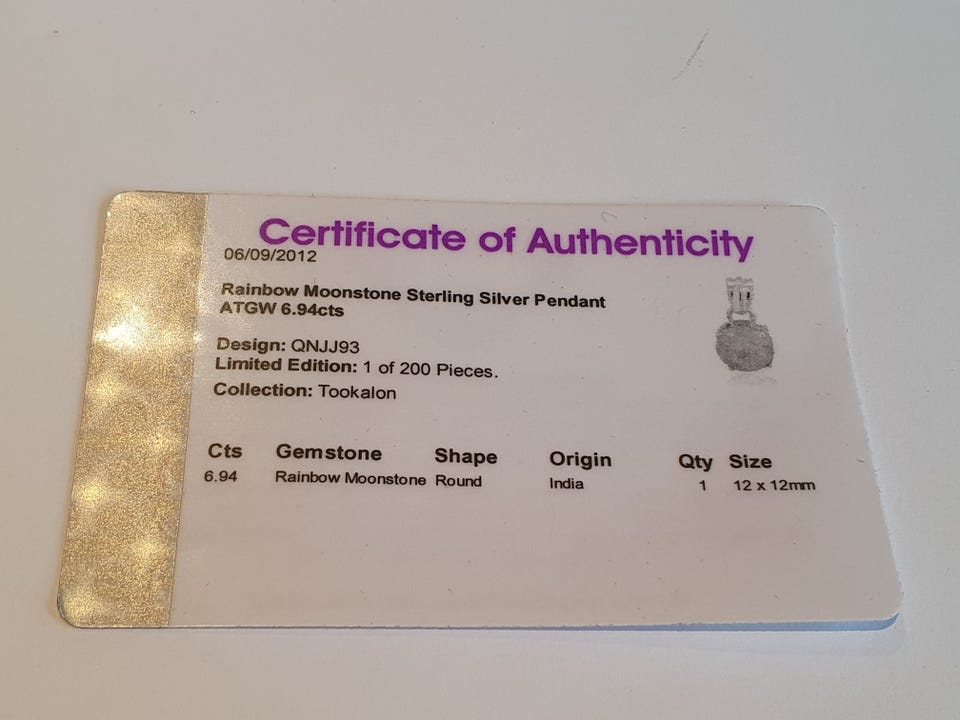 Certificate of Authenticity
06/09/2012
Rainbow Moonstone Sterling Silver Pendant
ATGW 6.94cts
Design: QNJJ93
Limited Edition: 1 of 200 Pieces.
Collection: Tookalon
Cts Gemstone Shape Origin Qty Size
6.94 Rainbow Moonstone Round India 1 12 x 12mm